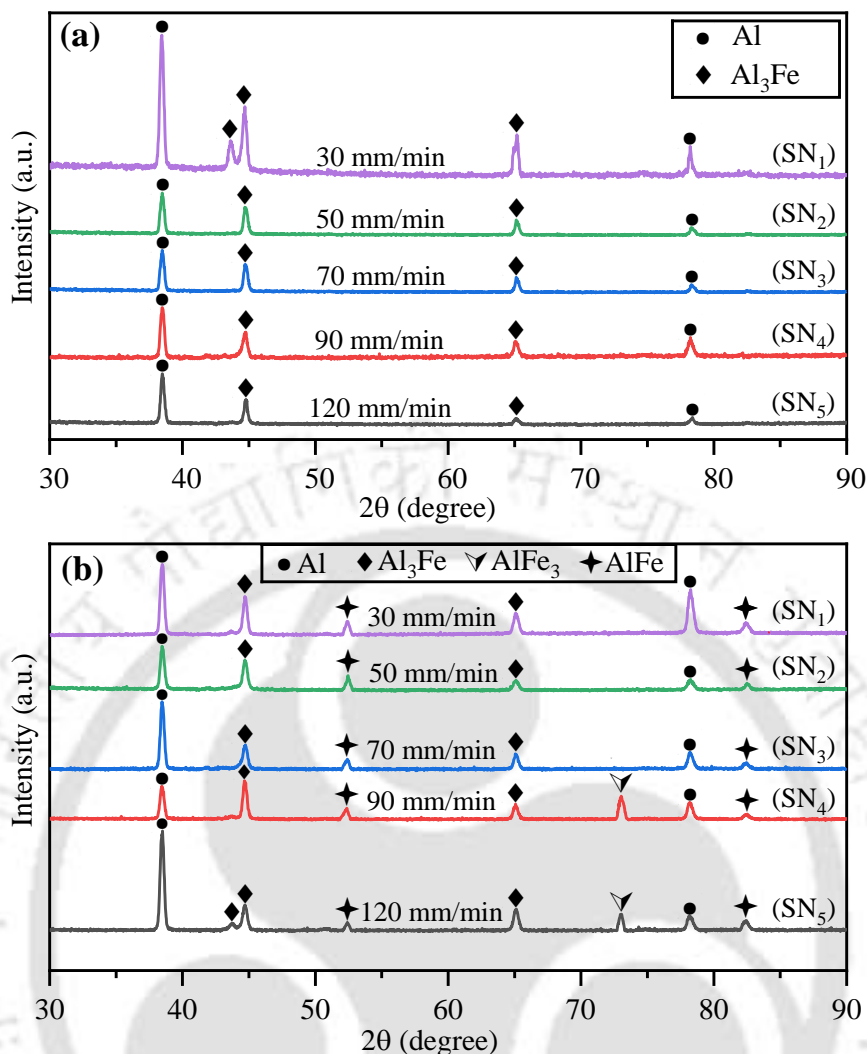 (a)
● Al
◆ Al₃Fe
30 mm/min (SN₁)
50 mm/min (SN₂)
70 mm/min (SN₃)
90 mm/min (SN₄)
120 mm/min (SN₅)
Intensity (a.u.)
30 40 50 60 70 80 90
2θ (degree)
(b) ● Al ◆ Al₃Fe AlFe₃ ✦ AlFe
30 mm/min (SN₁)
50 mm/min (SN₂)
70 mm/min (SN₃)
90 mm/min (SN₄)
120 mm/min (SN₅)
Intensity (a.u.)
30 40 50 60 70 80 90
2θ (degree)